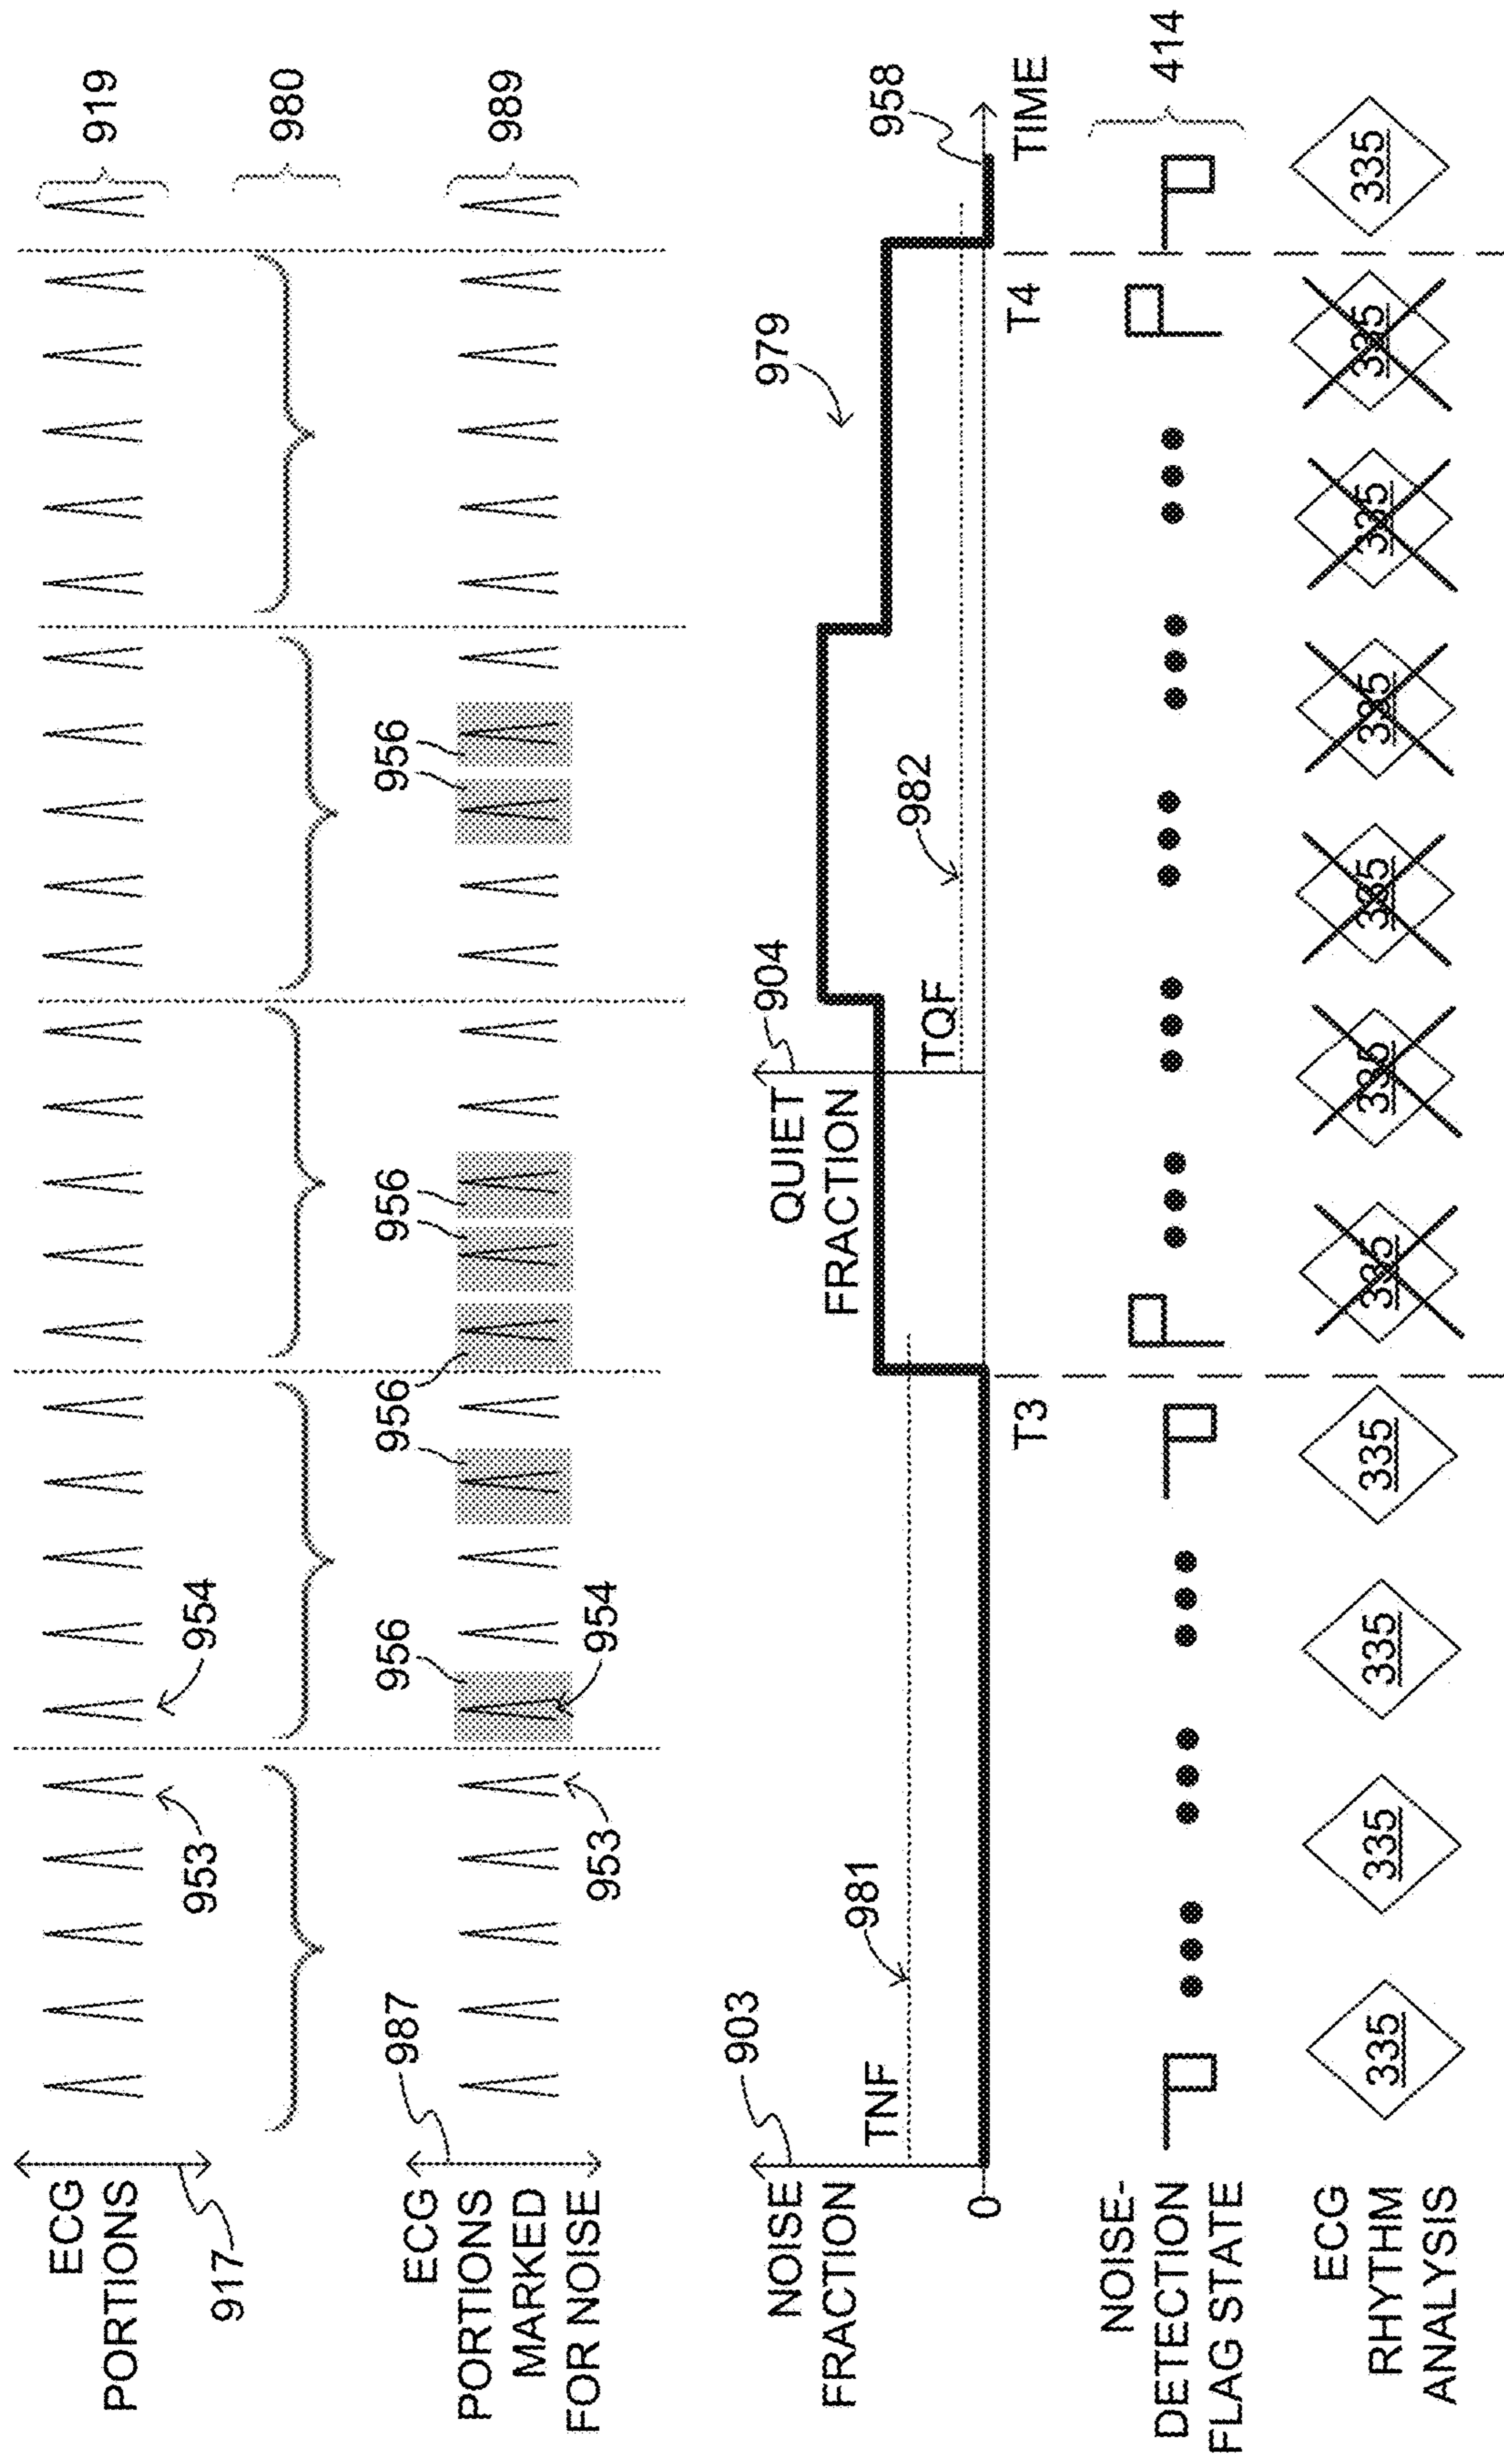 ECG
PORTIONS
917
953
954
919
980
ECG
PORTIONS
MARKED
FOR NOISE
987
953
954
956
956
956
956
956
989
NOISE
FRACTION
903
TNF
981
0
QUIET
FRACTION
904
TQF
982
979
958
TIME
T3
T4
NOISE-
DETECTION
FLAG STATE
414
ECG
RHYTHM
ANALYSIS
335
335
335
335
335
335
335
335
335
335
335